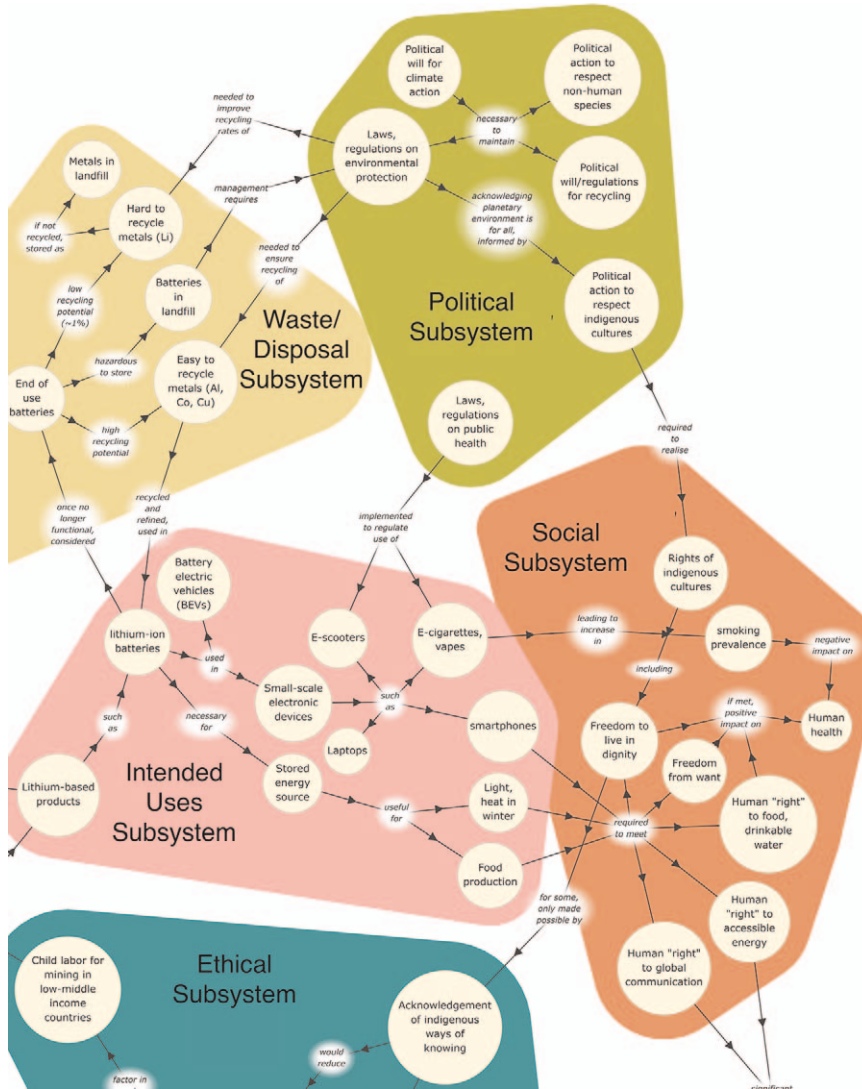 Political
will for
climate
action
Political
action to
respect
non-human
species
needed to
improve
recycling
rates of
necessary
to
maintain
Laws,
regulations on
environmental
protection
Political
will/regulations
for recycling
Metals in
landfill
management
requires
acknowledging
planetary
environment is
for all,
informed by
Hard to
recycle
metals (Li)
if not
recycled,
stored as
needed to
ensure
recycling of
low
recycling
potential
(~1%)
Batteries
in
landfill
Political
action to
respect
indigenous
cultures
Political
Subsystem
Waste/
Disposal
Subsystem
hazardous
to store
Easy to
recycle
metals (Al,
Co, Cu)
End of
use
batteries
high
recycling
potential
Laws,
regulations
on public
health
required
to
realise
once no
longer
functional,
considered
recycled
and
refined,
used in
implemented
to regulate
use of
Social
Subsystem
Battery
electric
vehicles
(BEVs)
Rights of
indigenous
cultures
lithium-ion
batteries
E-scooters
E-cigarettes,
vapes
leading to
increase
in
smoking
prevalence
negative
impact on
used
in
including
Small-scale
electronic
devices
such
as
such
as
necessary
for
smartphones
Freedom to
live in
dignity
if met,
positive
impact on
Human
health
Laptops
Freedom
from want
Lithium-based
products
Intended
Uses
Subsystem
Stored
energy
source
useful
for
Light,
heat in
winter
required
to meet
Human "right"
to food,
drinkable
water
Food
production
for some,
only made
possible by
Human
"right" to
accessible
energy
Human "right"
to global
communication
Ethical
Subsystem
Child labor for
mining in
low-middle
income
countries
Acknowledgement
of indigenous
ways of
knowing
would
reduce
factor in
significant